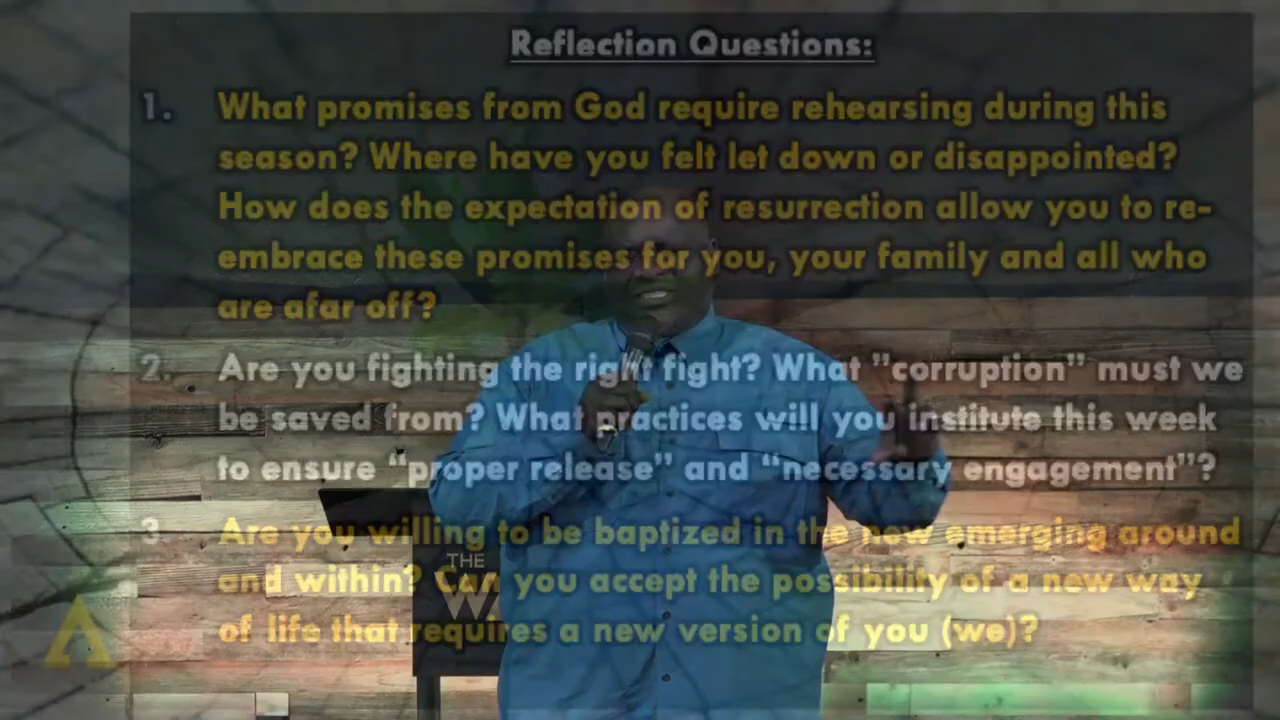 Reflection Questions:
1. What promises from God require rehearsing during this
season? Where have you felt let down or disappointed?
How does the expectation of resurrection allow you to re-
embrace these promises for you, your family and all who
are afar off?
2. Are you fighting the right fight? What "corruption" must we
be saved from? What practices will you institute this week
to ensure “proper release” and “necessary engagement”?
3 Are you willing to be baptized in the new emerging around
and within? Can you accept the possibility of a new way
of life that requires a new version of you (we)?
THE